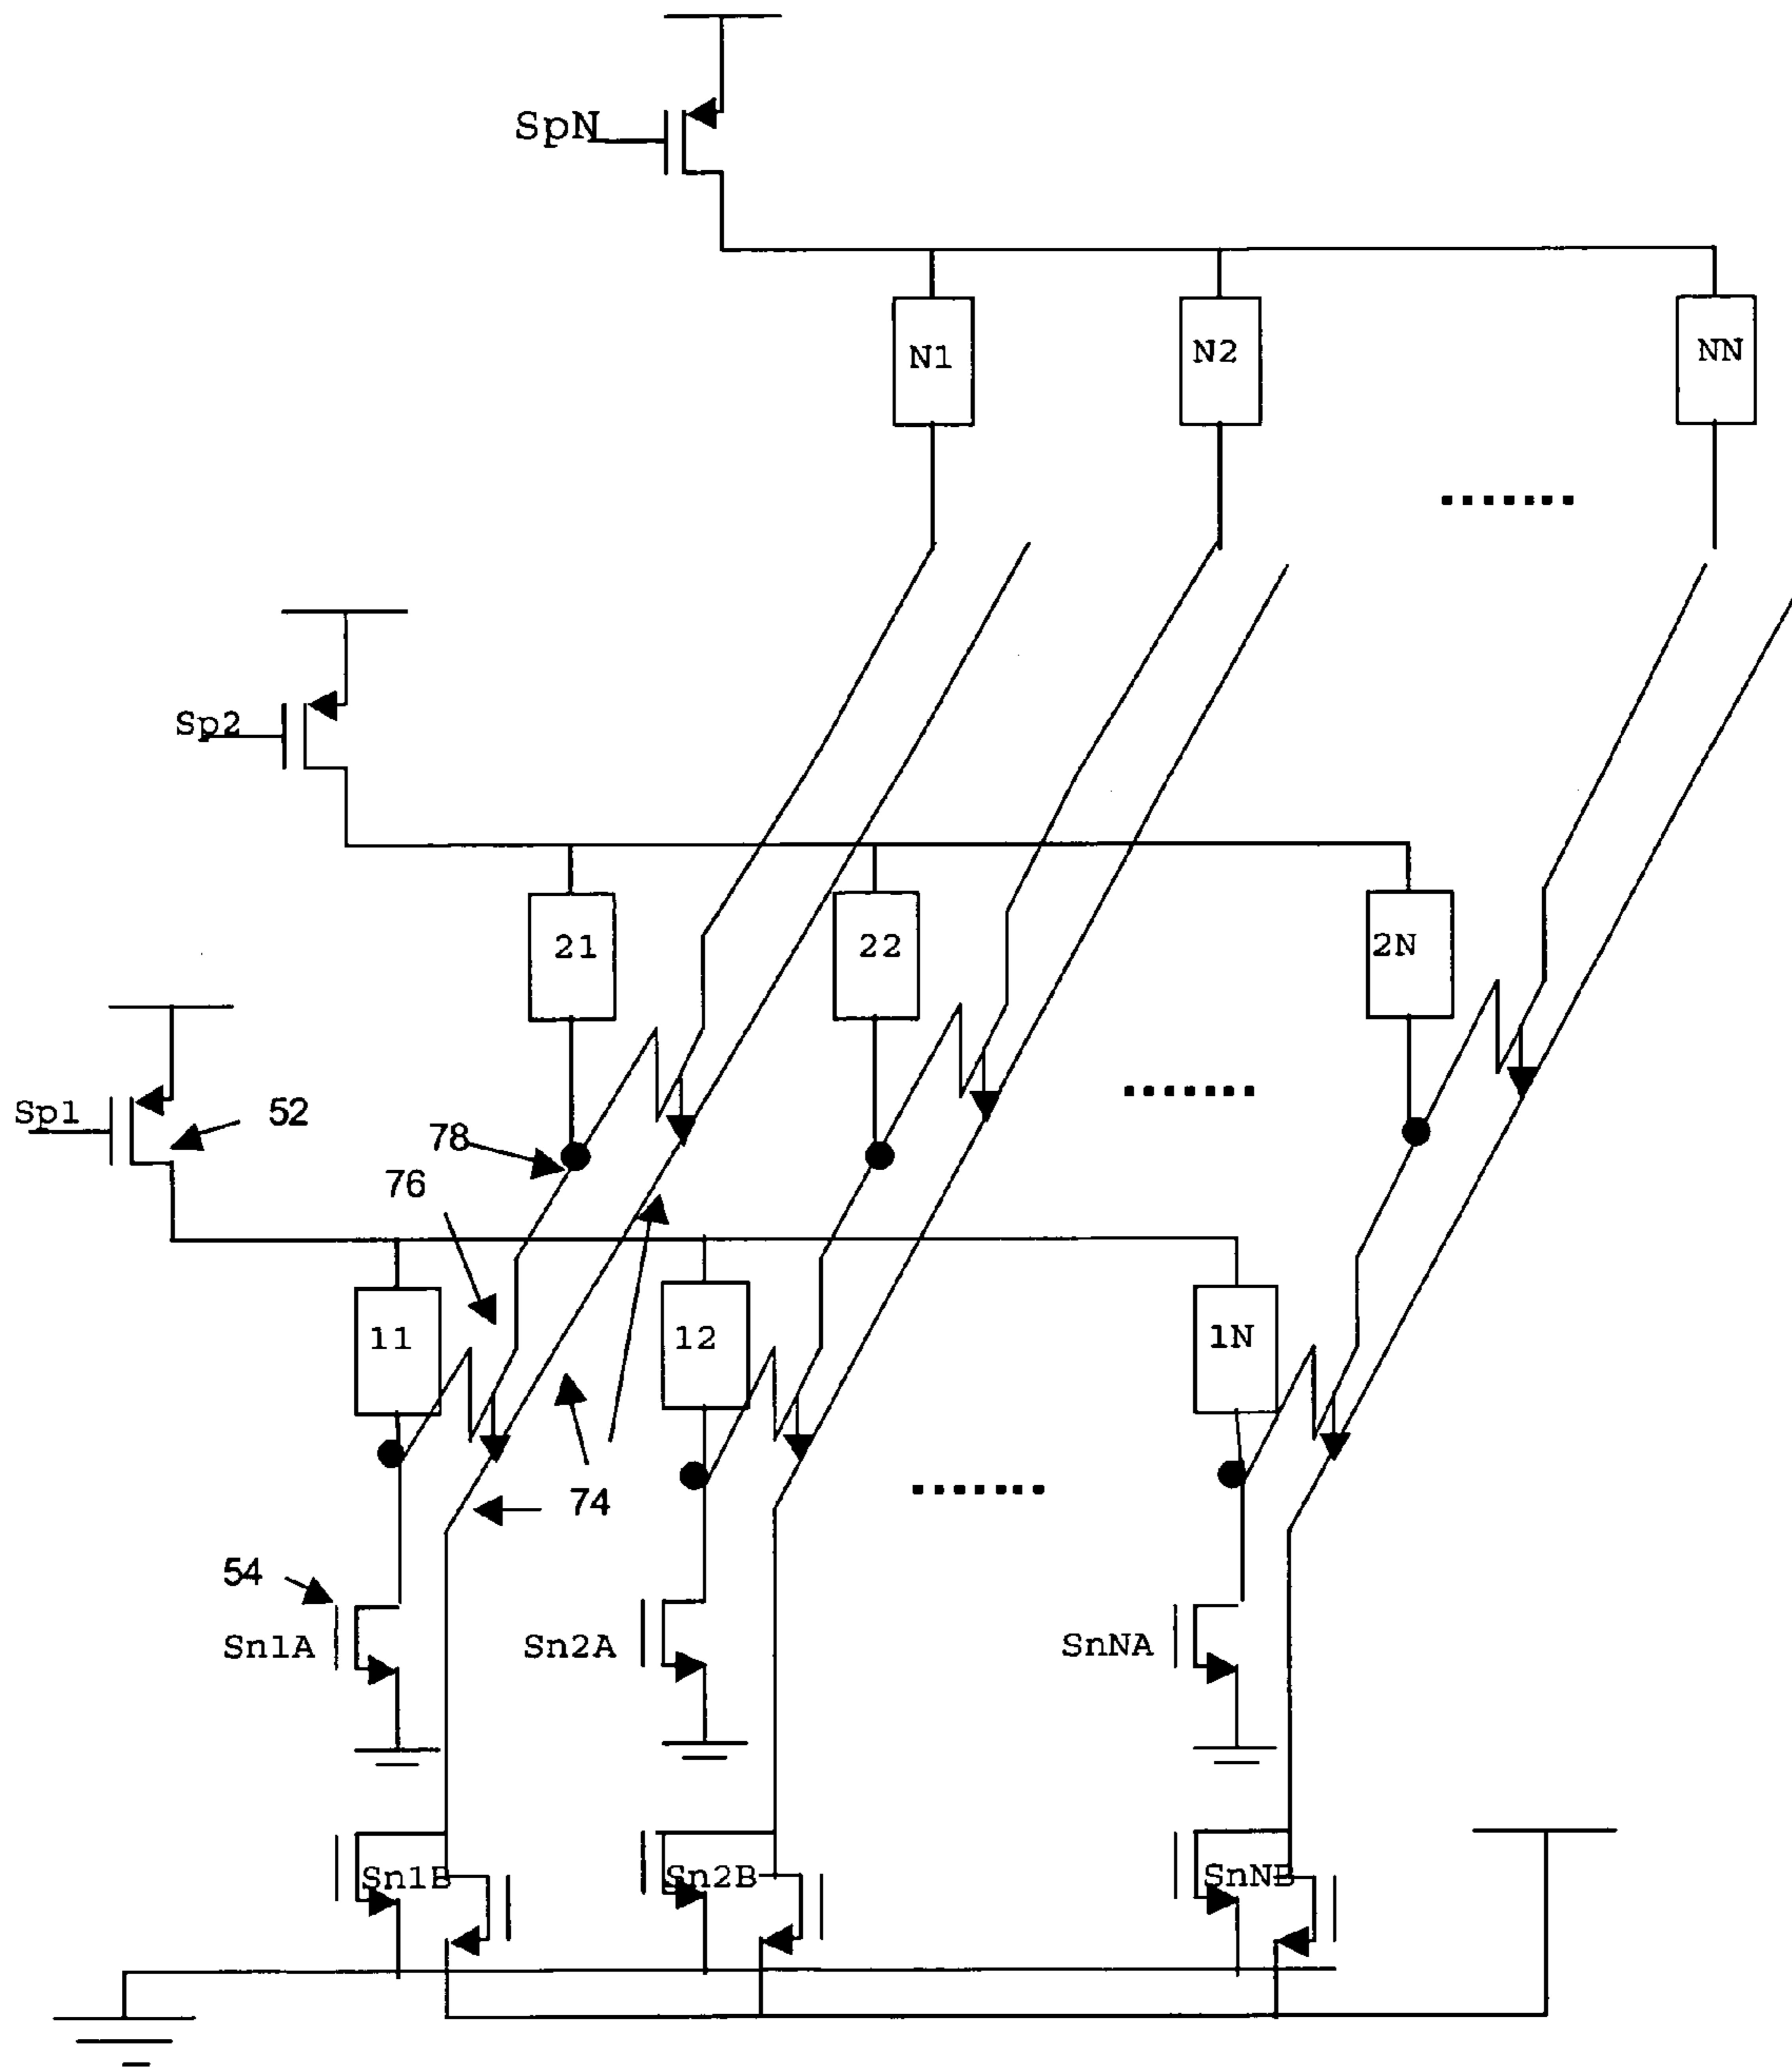 SpN
N1 N2 NN
.......
Sp2
21 22 2N
Sp1
52
78
.......
76
11 12 1N
74
.......
54
Sn1A Sn2A SnNA
Sn1B Sn2B SnNB